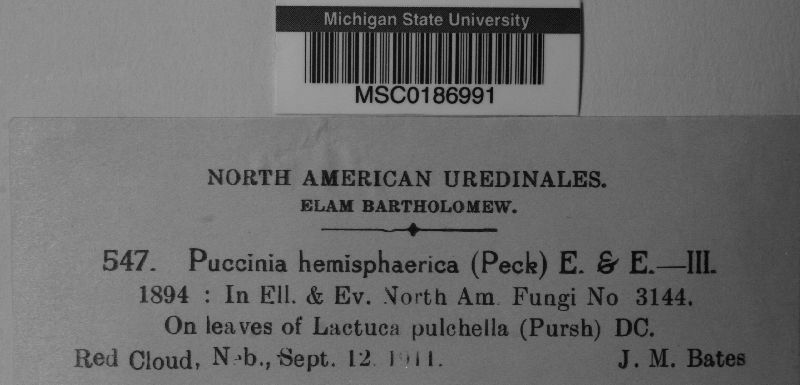 Michigan State University
MSC0186991
NORTH AMERICAN UREDINALES.
ELAM BARTHOLOMEW.
547. Puccinia hemisphaerica (Peck) E. & E.—III.
1894 : In Ell. & Ev. North Am. Fungi No 3144.
On leaves of Lactuca pulchella (Pursh) DC.
Red Cloud, Neb., Sept. 12. 1911. J. M. Bates